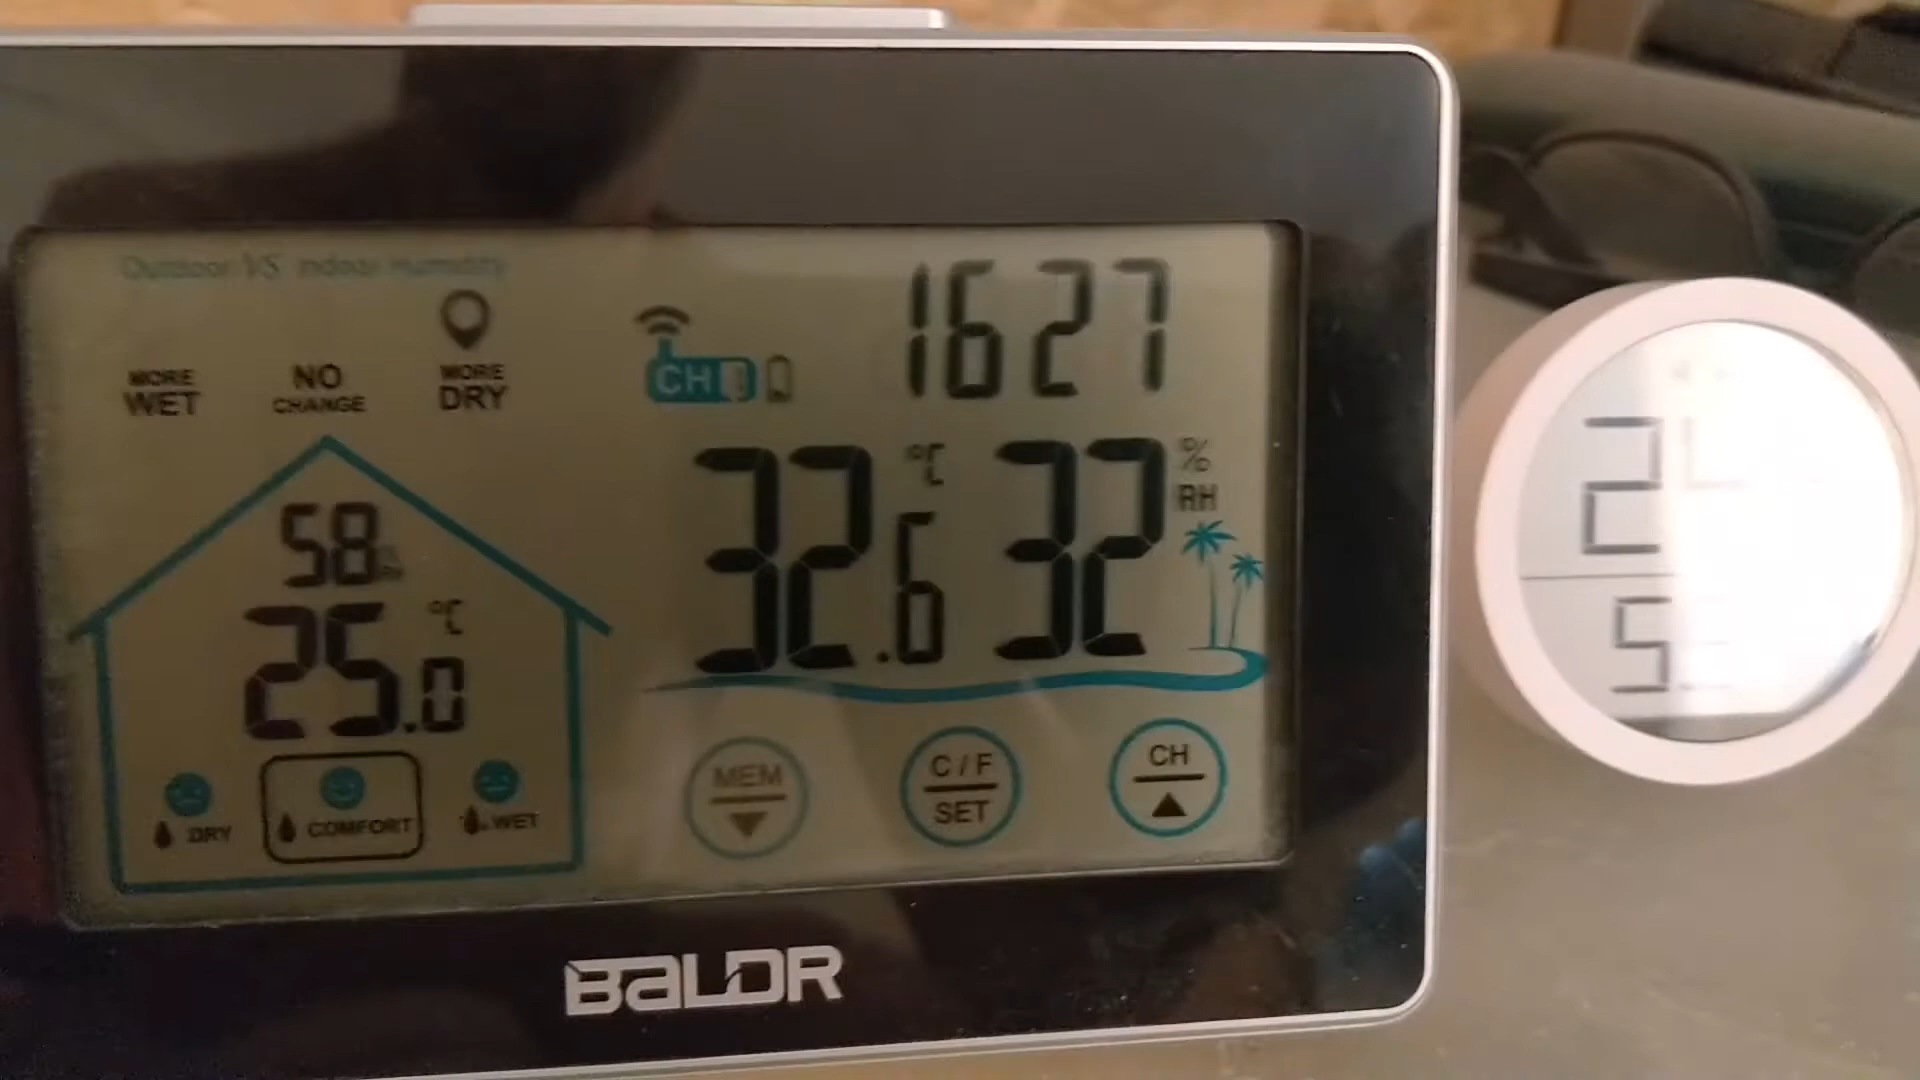 Outdoor VS Indoor Humidity
MORE WET
NO CHANGE
MORE DRY
CH
1627
58
25.0 °C
DRY
COMFORT
WET
32.6 °C
32 % RH
MEM
C / F
SET
CH
BALDR